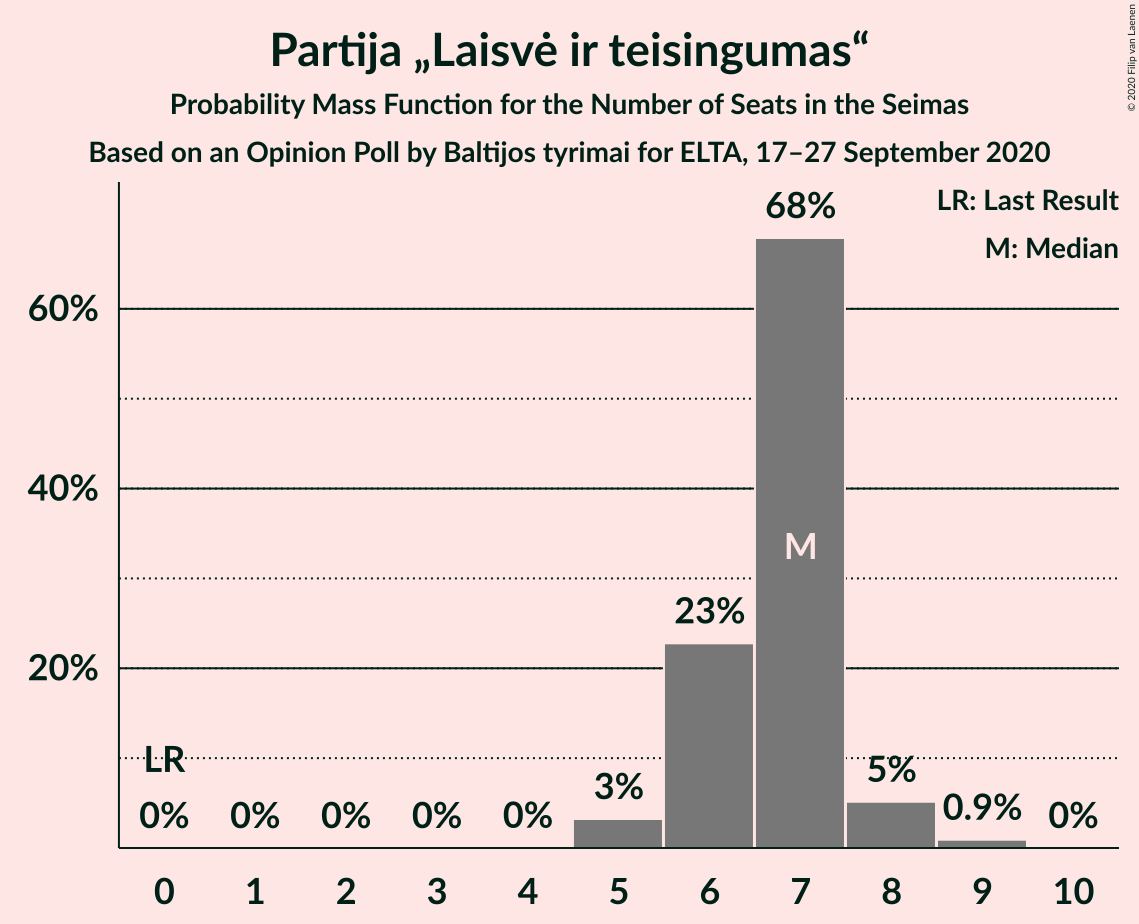 Partija „Laisvė ir teisingumas“
Probability Mass Function for the Number of Seats in the Seimas
Based on an Opinion Poll by Baltijos tyrimai for ELTA, 17–27 September 2020
© 2020 Filip van Laenen
LR: Last Result
M: Median
68%
60%
40%
M
23%
20%
LR
3%
5%
0.9%
0% 0% 0% 0% 0% 0%
0 1 2 3 4 5 6 7 8 9 10